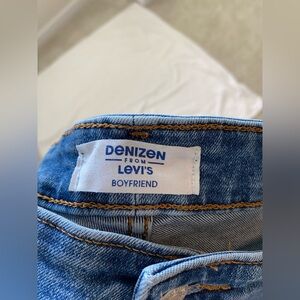 DENIZEN
FROM
LEVI'S
BOYFRIEND